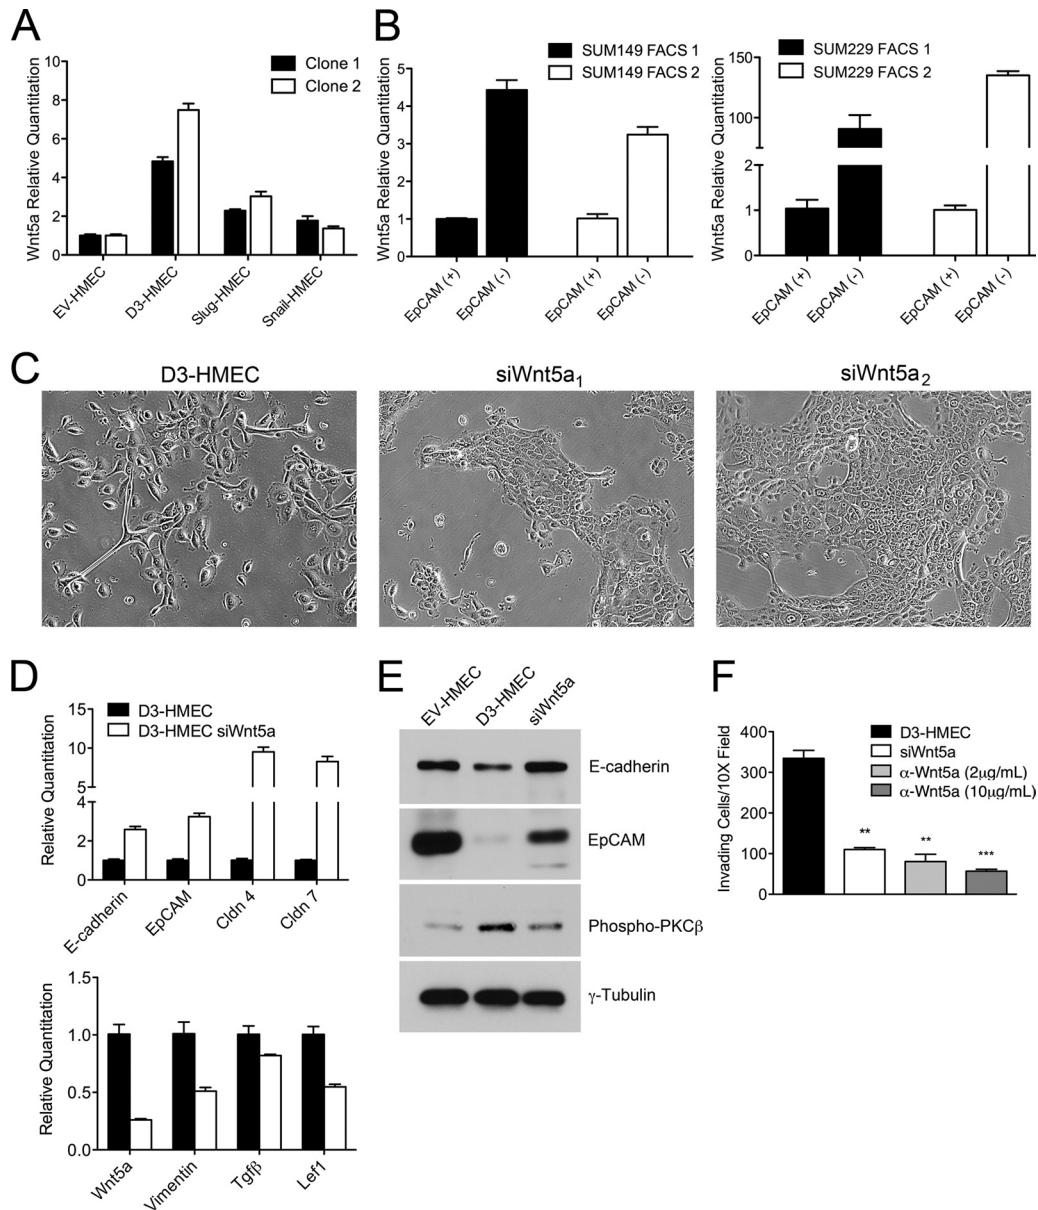 A
Wnt5a Relative Quantitation
10
8
6
4
2
0
Clone 1
Clone 2
EV-HMEC
D3-HMEC
Slug-HMEC
Snail-HMEC
B
Wnt5a Relative Quantitation
5
4
3
2
1
0
SUM149 FACS 1
SUM149 FACS 2
EpCAM (+)
EpCAM (-)
EpCAM (+)
EpCAM (-)
Wnt5a Relative Quantitation
150
100
2
1
0
SUM229 FACS 1
SUM229 FACS 2
EpCAM (+)
EpCAM (-)
EpCAM (+)
EpCAM (-)
C
D3-HMEC
siWnt5a1
siWnt5a2
D
Relative Quantitation
15
10
5
4
2
0
D3-HMEC
D3-HMEC siWnt5a
E-cadherin
EpCAM
Cldn 4
Cldn 7
Relative Quantitation
1.5
1.0
0.5
0.0
Wnt5a
Vimentin
Tgfβ
Lef1
E
EV-HMEC
D3-HMEC
siWnt5a
E-cadherin
EpCAM
Phospho-PKCβ
γ-Tubulin
F
Invading Cells/10X Field
400
300
200
100
0
D3-HMEC
siWnt5a
α-Wnt5a (2μg/mL)
α-Wnt5a (10μg/mL)
**
**
***